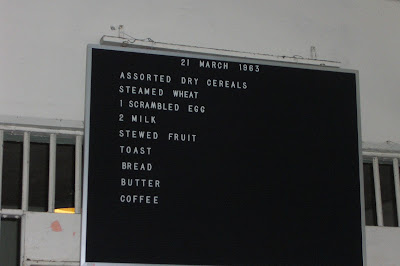 21 MARCH 1963
ASSORTED DRY CEREALS
STEAMED WHEAT
1 SCRAMBLED EGG
2 MILK
STEWED FRUIT
TOAST
BREAD
BUTTER
COFFEE